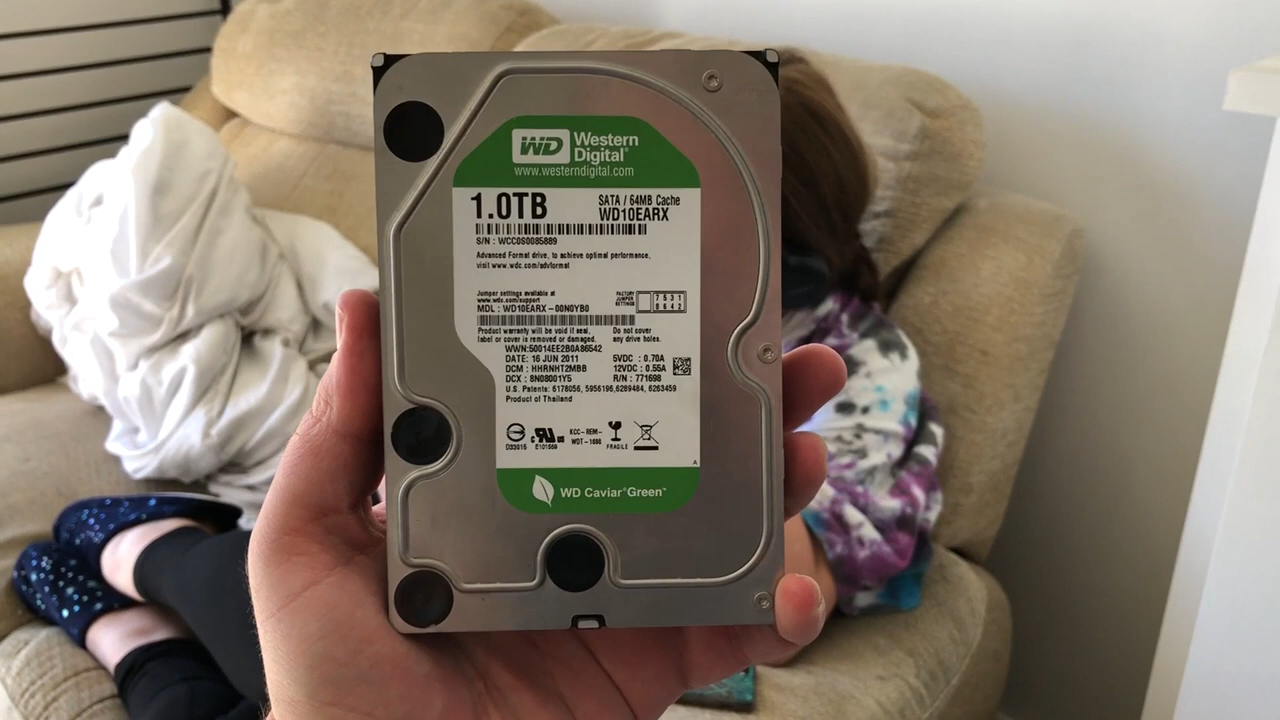 WD Western Digital®
www.westerndigital.com
1.0TB
SATA / 64MB Cache
WD10EARX
S/N : WCC0S0085889
Advanced Format drive, to achieve optimal performance,
visit www.wdc.com/advformat
Jumper settings available at
www.wdc.com/support
FACTORY JUMPER SETTINGS
7 5 3 1
8 6 4 2
MDL : WD10EARX-00N0YB0
Product warranty will be void if seal,
label or cover is removed or damaged.
Do not cover
any drive holes.
WWN:50014EE2B0A86542
DATE: 16 JUN 2011
DCM : HHRNHT2MBB
DCX : 8N08001Y5
5VDC : 0.70A
12VDC : 0.55A
R/N : 771698
U.S. Patents: 6178056, 5956196,6289484, 6263459
Product of Thailand
D33015
E101559
KCC-REM-
WDT-1698
FRAGILE
A
WD Caviar®Green™